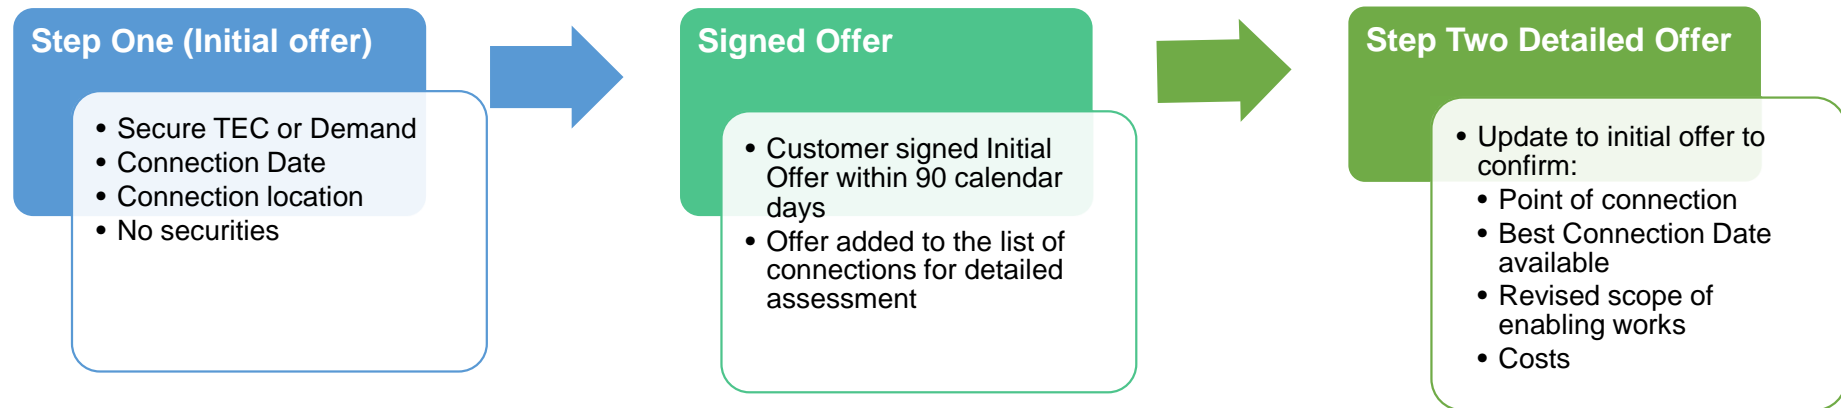 Step One (Initial offer)
• Secure TEC or Demand
• Connection Date
• Connection location
• No securities
Signed Offer
• Customer signed Initial
Offer within 90 calendar
days
• Offer added to the list of
connections for detailed
assessment
Step Two Detailed Offer
• Update to initial offer to
confirm:
• Point of connection
• Best Connection Date
available
• Revised scope of
enabling works
• Costs